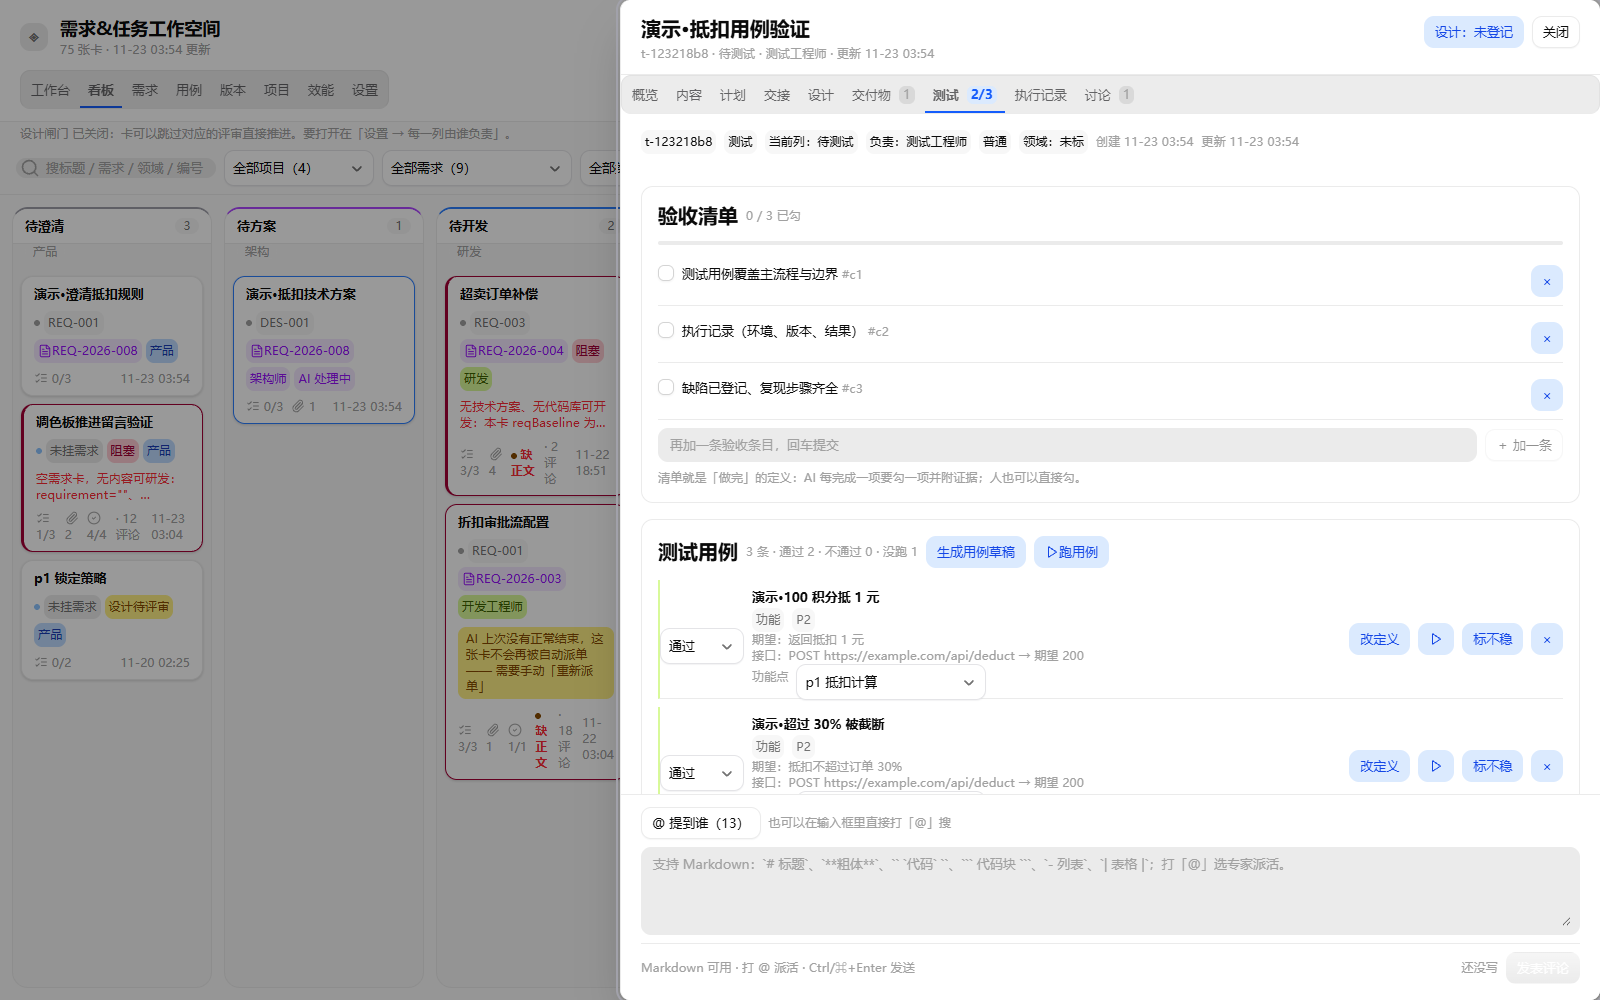 需求&任务工作空间
75 张卡 · 11-23 03:54 更新
工作台 看板 需求 用例 版本 项目 效能 设置
设计闸门 已关闭：卡可以跳过对应的评审直接推进。要打开在「设置 → 每一列由谁负责」。
搜标题 / 需求 / 领域 / 编号
全部项目（4）
全部需求（9）
全部
待澄清 3
产品
演示·澄清抵扣规则
REQ-001
REQ-2026-008 产品
0/3 11-23 03:54
调色板推进留言验证
未挂需求 阻塞 产品
空需求卡，无内容可研发：
requirement=""、...
1/3 2 4/4 · 12 评论 11-23 03:04
p1 锁定策略
未挂需求 设计待评审
产品
0/2 11-20 02:25
待方案 1
架构
演示·抵扣技术方案
DES-001
REQ-2026-008
架构师 AI 处理中
0/3 1 11-23 03:54
待开发 2
研发
超卖订单补偿
REQ-003
REQ-2026-004 阻塞
研发
无技术方案、无代码库可开
发：本卡 reqBaseline 为...
3/3 4 缺正文 · 2 评论 11-22 18:51
折扣审批流配置
REQ-001
REQ-2026-003
开发工程师
AI 上次没有正常结束，这
张卡不会再被自动派单
—— 需要手动「重新派
单」
3/3 1 1/1 缺正文 · 18 评论 11-22 03:04
演示·抵扣用例验证
t-123218b8 · 待测试 · 测试工程师 · 更新 11-23 03:54
设计：未登记
关闭
概览 内容 计划 交接 设计 交付物 1 测试 2/3 执行记录 讨论 1
t-123218b8 测试 当前列：待测试 负责：测试工程师 普通 领域：未标 创建 11-23 03:54 更新 11-23 03:54
验收清单 0 / 3 已勾
测试用例覆盖主流程与边界 #c1 ×
执行记录（环境、版本、结果） #c2 ×
缺陷已登记、复现步骤齐全 #c3 ×
再加一条验收条目，回车提交
+ 加一条
清单就是「做完」的定义：AI 每完成一项要勾一项并附证据；人也可以直接勾。
测试用例 3 条 · 通过 2 · 不通过 0 · 没跑 1 生成用例草稿 跑用例
演示·100 积分抵 1 元
功能 P2
期望：返回抵扣 1 元
接口：POST https://example.com/api/deduct → 期望 200
功能点 p1 抵扣计算
通过
改定义 标不稳 ×
演示·超过 30% 被截断
功能 P2
期望：抵扣不超过订单 30%
接口：POST https://example.com/api/deduct → 期望 200
通过
改定义 标不稳 ×
@ 提到谁（13） 也可以在输入框里直接打「@」搜
支持 Markdown：`# 标题`、`**粗体**`、`` `代码` ``、``` 代码块 ```、`- 列表`、`| 表格 |`；打「@」选专家派活。
Markdown 可用 · 打 @ 派活 · Ctrl/⌘+Enter 发送
还没写 发表评论